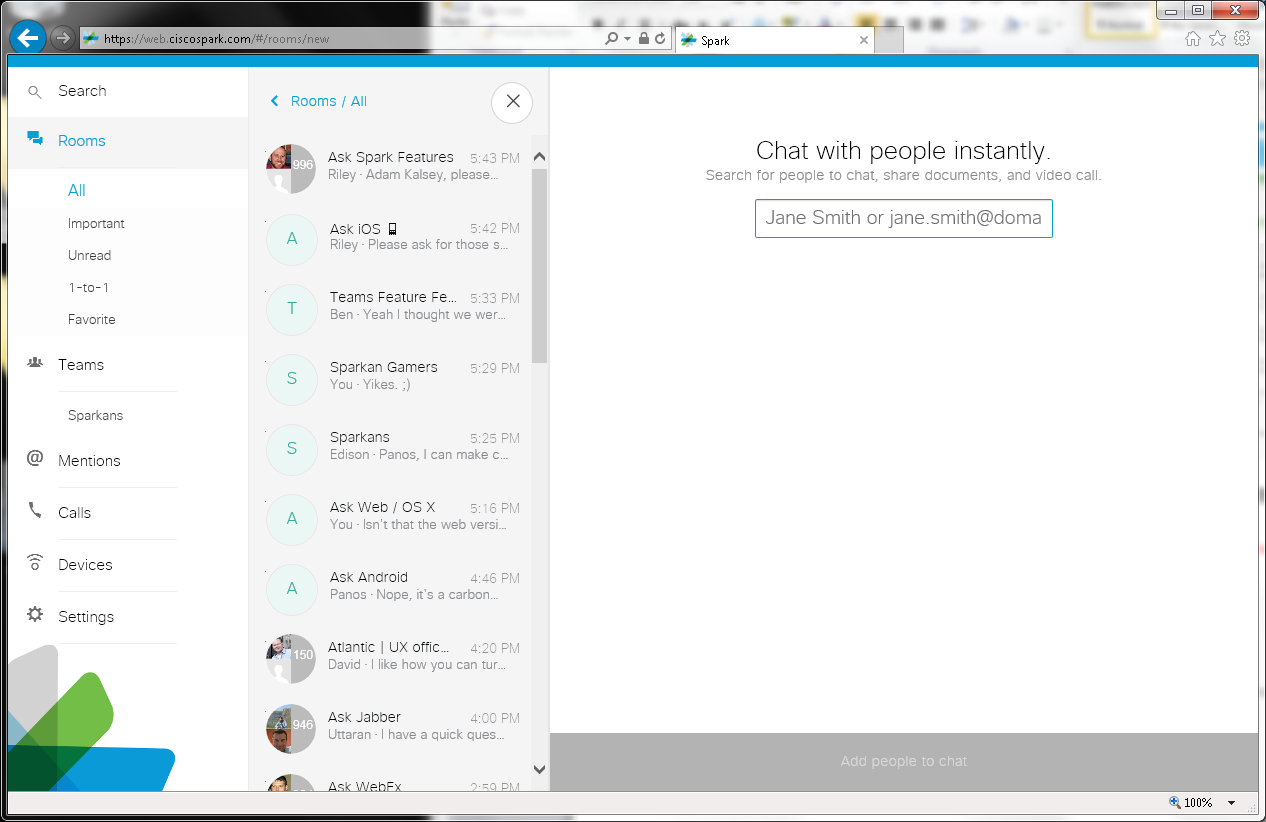 https://web.ciscospark.com/#/rooms/new
Spark
Search
Rooms
All
Important
Unread
1-to-1
Favorite
Teams
Sparkans
Mentions
Calls
Devices
Settings
Rooms / All
996
Ask Spark Features 5:43 PM
Riley · Adam Kalsey, please...
A
Ask iOS 5:42 PM
Riley · Please ask for those s...
T
Teams Feature Fe... 5:33 PM
Ben · Yeah I thought we wer...
S
Sparkan Gamers 5:29 PM
You · Yikes. ;)
S
Sparkans 5:25 PM
Edison · Panos, I can make c...
A
Ask Web / OS X 5:16 PM
You · Isn't that the web versi...
A
Ask Android 4:46 PM
Panos · Nope, it's a carbon...
150
Atlantic | UX offic... 4:20 PM
David · I like how you can tur...
946
Ask Jabber 4:00 PM
Uttaran · I have a quick ques...
Ask WebEx 2:59 PM
Chat with people instantly.
Search for people to chat, share documents, and video call.
Jane Smith or jane.smith@doma
Add people to chat
100%